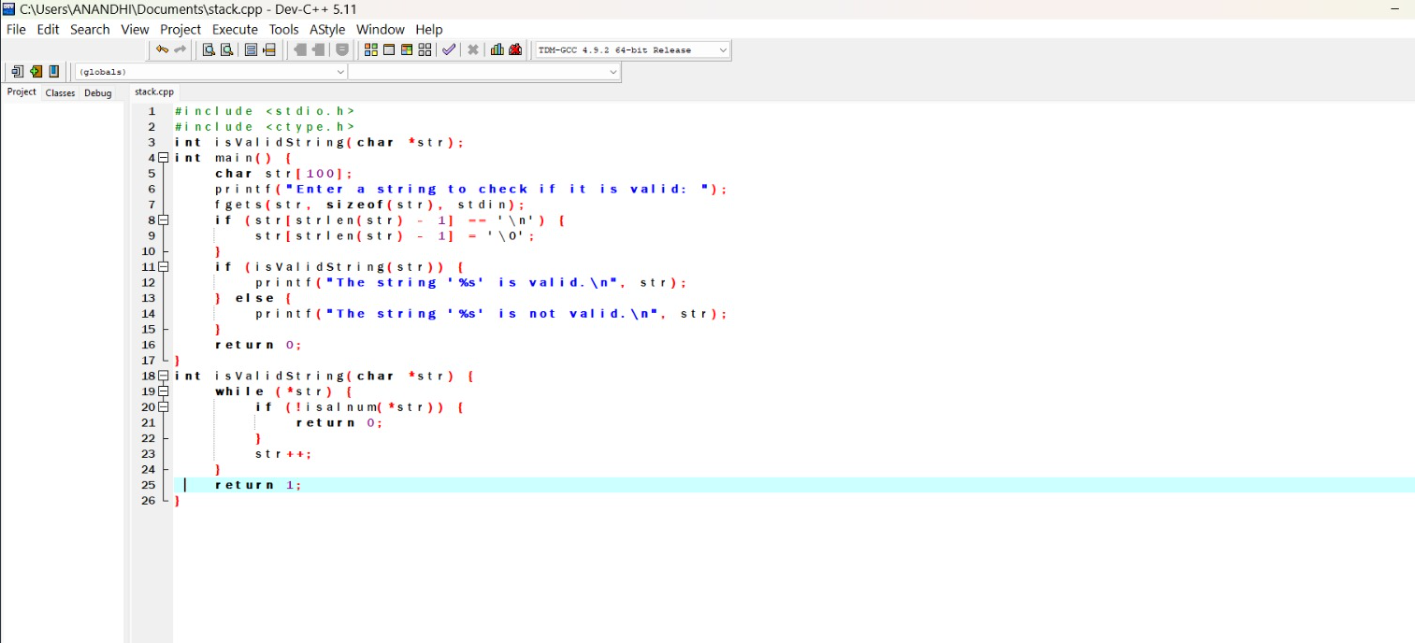 C:\Users\ANANDHI\Documents\stack.cpp - Dev-C++ 5.11
File Edit Search View Project Execute Tools AStyle Window Help
TDM-GCC 4.9.2 64-bit Release
(globals)
Project Classes Debug stack.cpp
1 #include <stdio.h>
2 #include <ctype.h>
3 int isValidString(char *str);
4 int main() {
5 char str[100];
6 printf("Enter a string to check if it is valid: ");
7 fgets(str, sizeof(str), stdin);
8 if (str[strlen(str) - 1] == '\n') {
9 str[strlen(str) - 1] = '\0';
10 }
11 if (isValidString(str)) {
12 printf("The string '%s' is valid.\n", str);
13 } else {
14 printf("The string '%s' is not valid.\n", str);
15 }
16 return 0;
17 }
18 int isValidString(char *str) {
19 while (*str) {
20 if (!isalnum(*str)) {
21 return 0;
22 }
23 str++;
24 }
25 return 1;
26 }